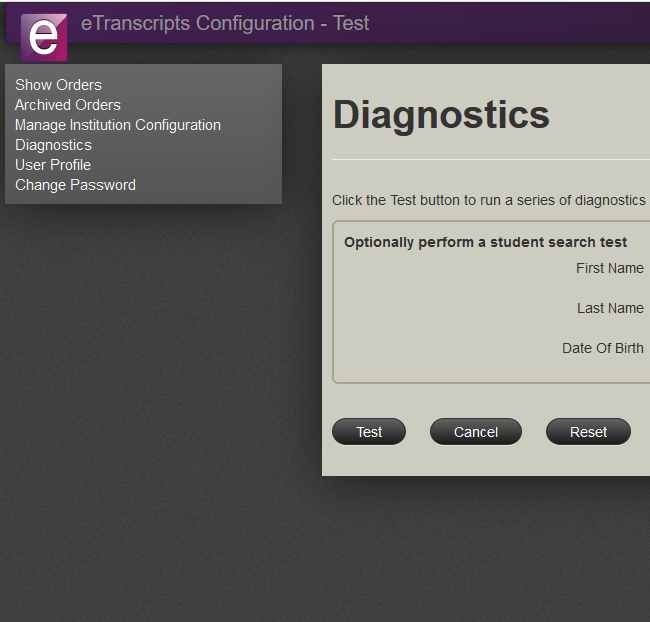 e
eTranscripts Configuration - Test
Show Orders
Archived Orders
Manage Institution Configuration
Diagnostics
User Profile
Change Password
Diagnostics
Click the Test button to run a series of diagnostics
Optionally perform a student search test
First Name
Last Name
Date Of Birth
Test Cancel Reset